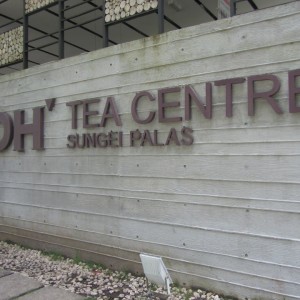 OH' TEA CENTRE
SUNGEI PALAS